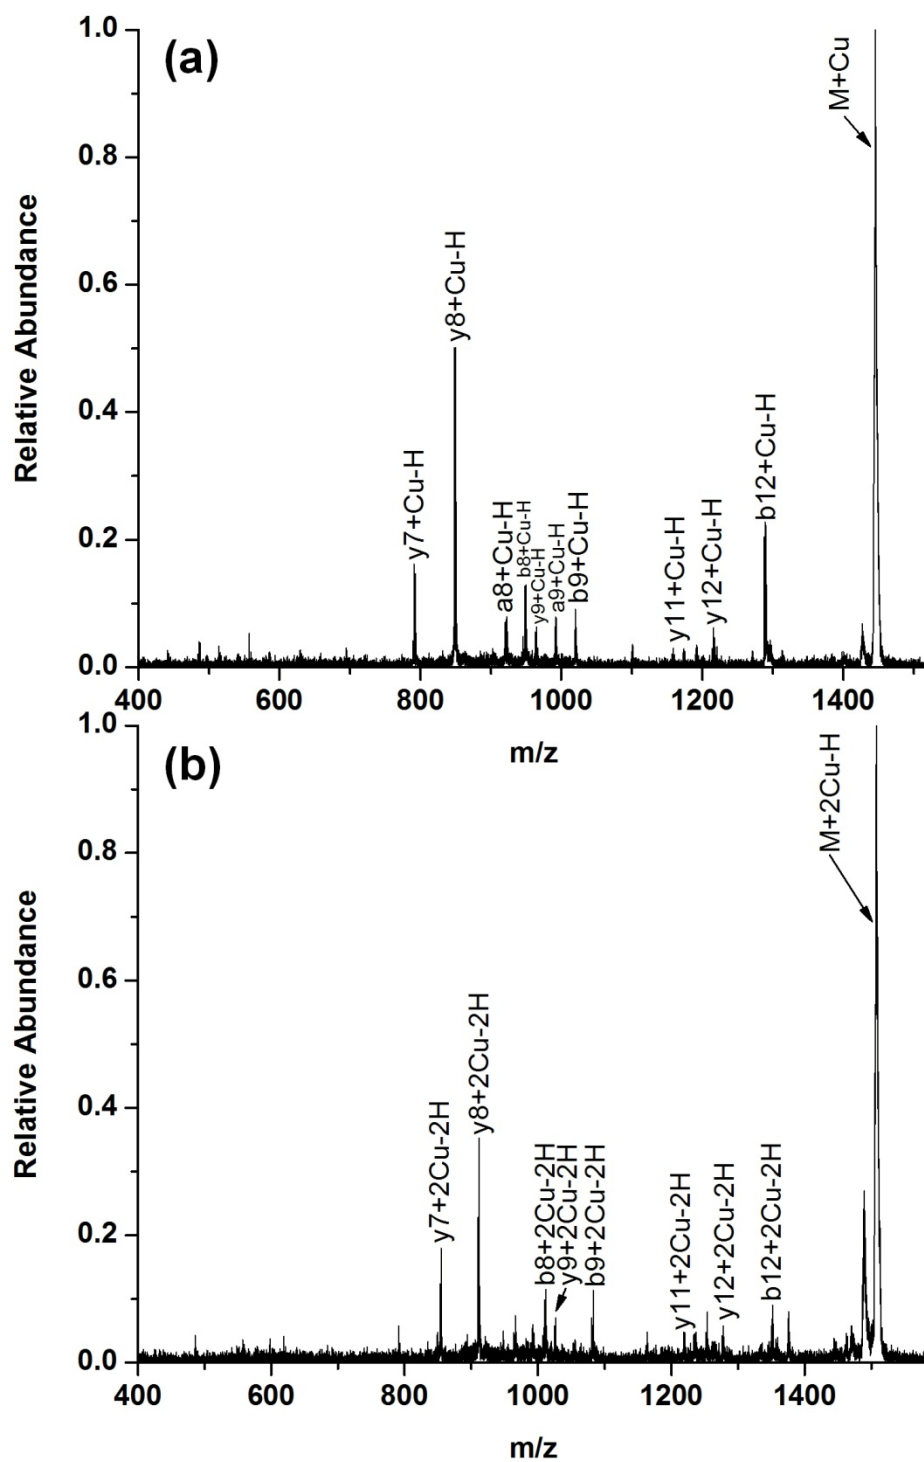 (a)
Relative Abundance
1.0
0.8
0.6
0.4
0.2
0.0
y7+Cu-H
y8+Cu-H
a8+Cu-H
b8+Cu-H
y9+Cu-H
a9+Cu-H
b9+Cu-H
y11+Cu-H
y12+Cu-H
b12+Cu-H
M+Cu
400 600 800 1000 1200 1400
m/z
(b)
Relative Abundance
1.0
0.8
0.6
0.4
0.2
0.0
y7+2Cu-2H
y8+2Cu-2H
b8+2Cu-2H
y9+2Cu-2H
b9+2Cu-2H
y11+2Cu-2H
y12+2Cu-2H
b12+2Cu-2H
M+2Cu-H
400 600 800 1000 1200 1400
m/z